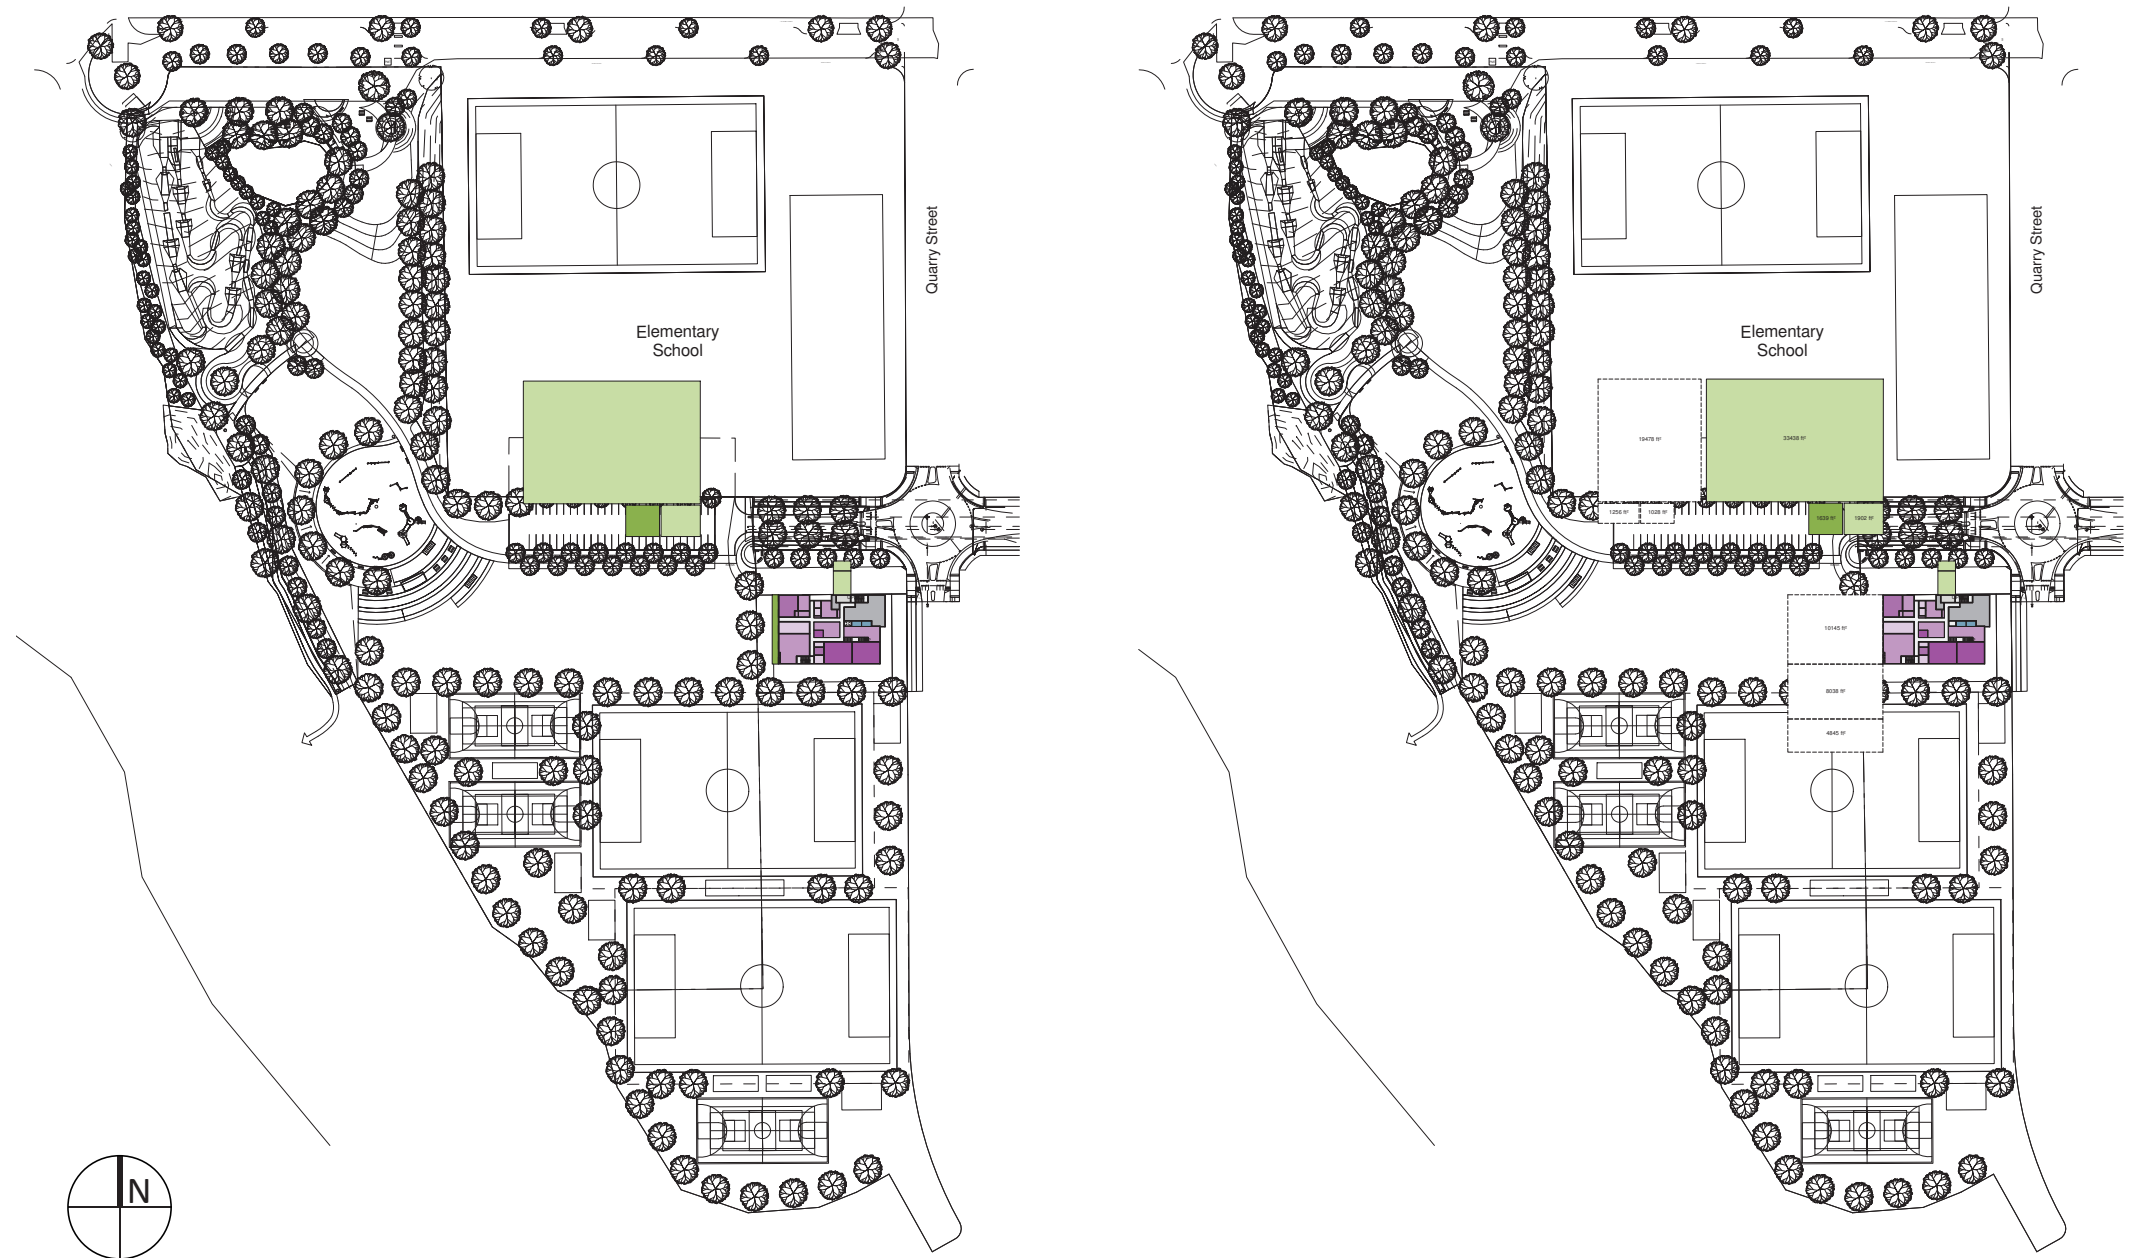 Quarry Street
Elementary
School
N
Quarry Street
Elementary
School
19478 ft²
33438 ft²
1256 ft²
1028 ft²
1639 ft²
1902 ft²
10145 ft²
8038 ft²
4845 ft²